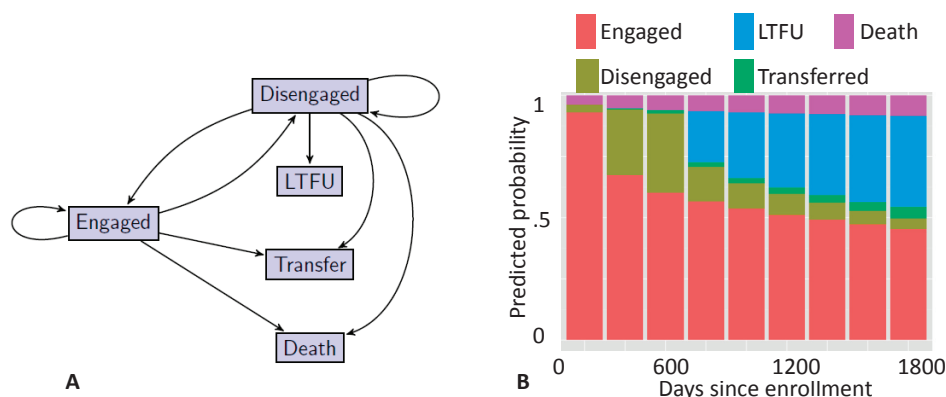 Disengaged
LTFU
Engaged
Transfer
Death
A
Engaged LTFU Death
Disengaged Transferred
1
.5
0
Predicted probability
0 600 1200 1800
Days since enrollment
B